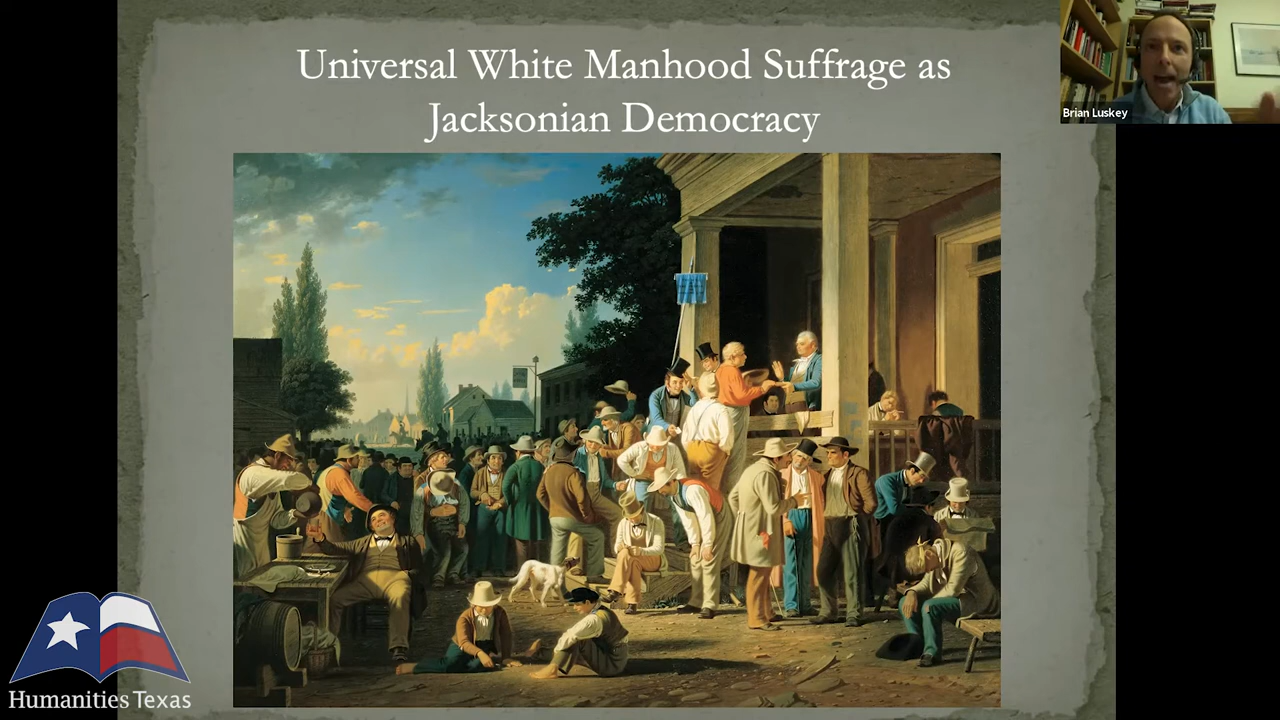 Universal White Manhood Suffrage as
Jacksonian Democracy
Brian Luskey
Humanities Texas